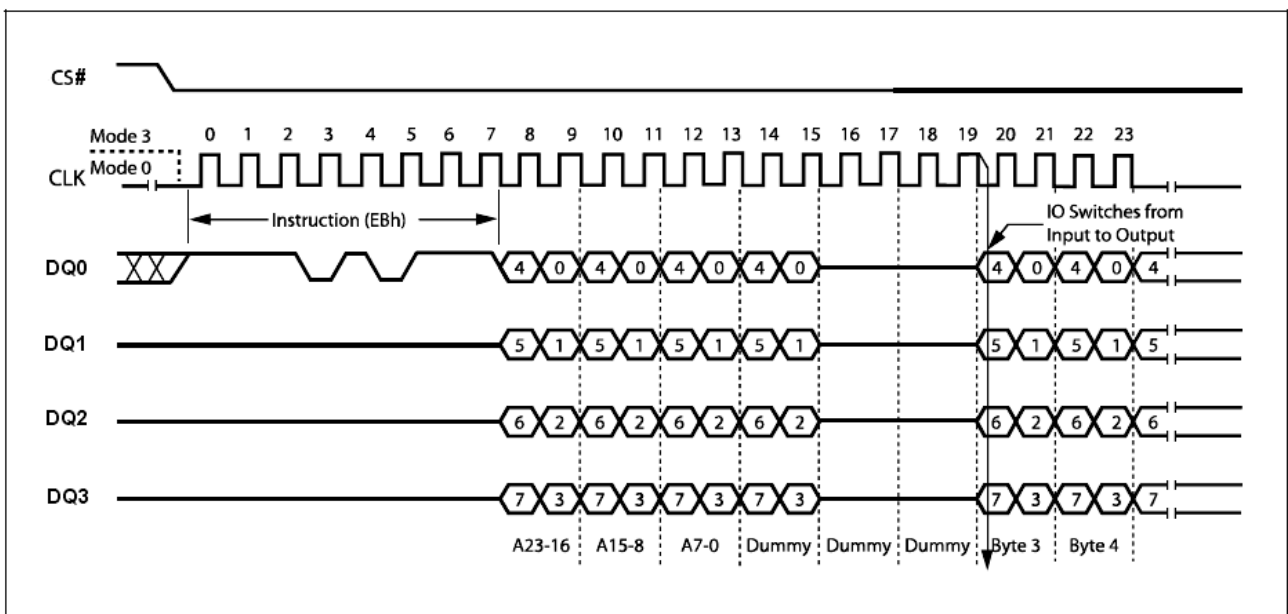 CS#
0 1 2 3 4 5 6 7 8 9 10 11 12 13 14 15 16 17 18 19 20 21 22 23
Mode 3
CLK Mode 0
Instruction (EBh)
IO Switches from
Input to Output
DQ0 4 0 4 0 4 0 4 0 4 0 4 0 4
DQ1 5 1 5 1 5 1 5 1 5 1 5 1 5
DQ2 6 2 6 2 6 2 6 2 6 2 6 2 6
DQ3 7 3 7 3 7 3 7 3 7 3 7 3 7
A23-16 A15-8 A7-0 Dummy Dummy Dummy Byte 3 Byte 4